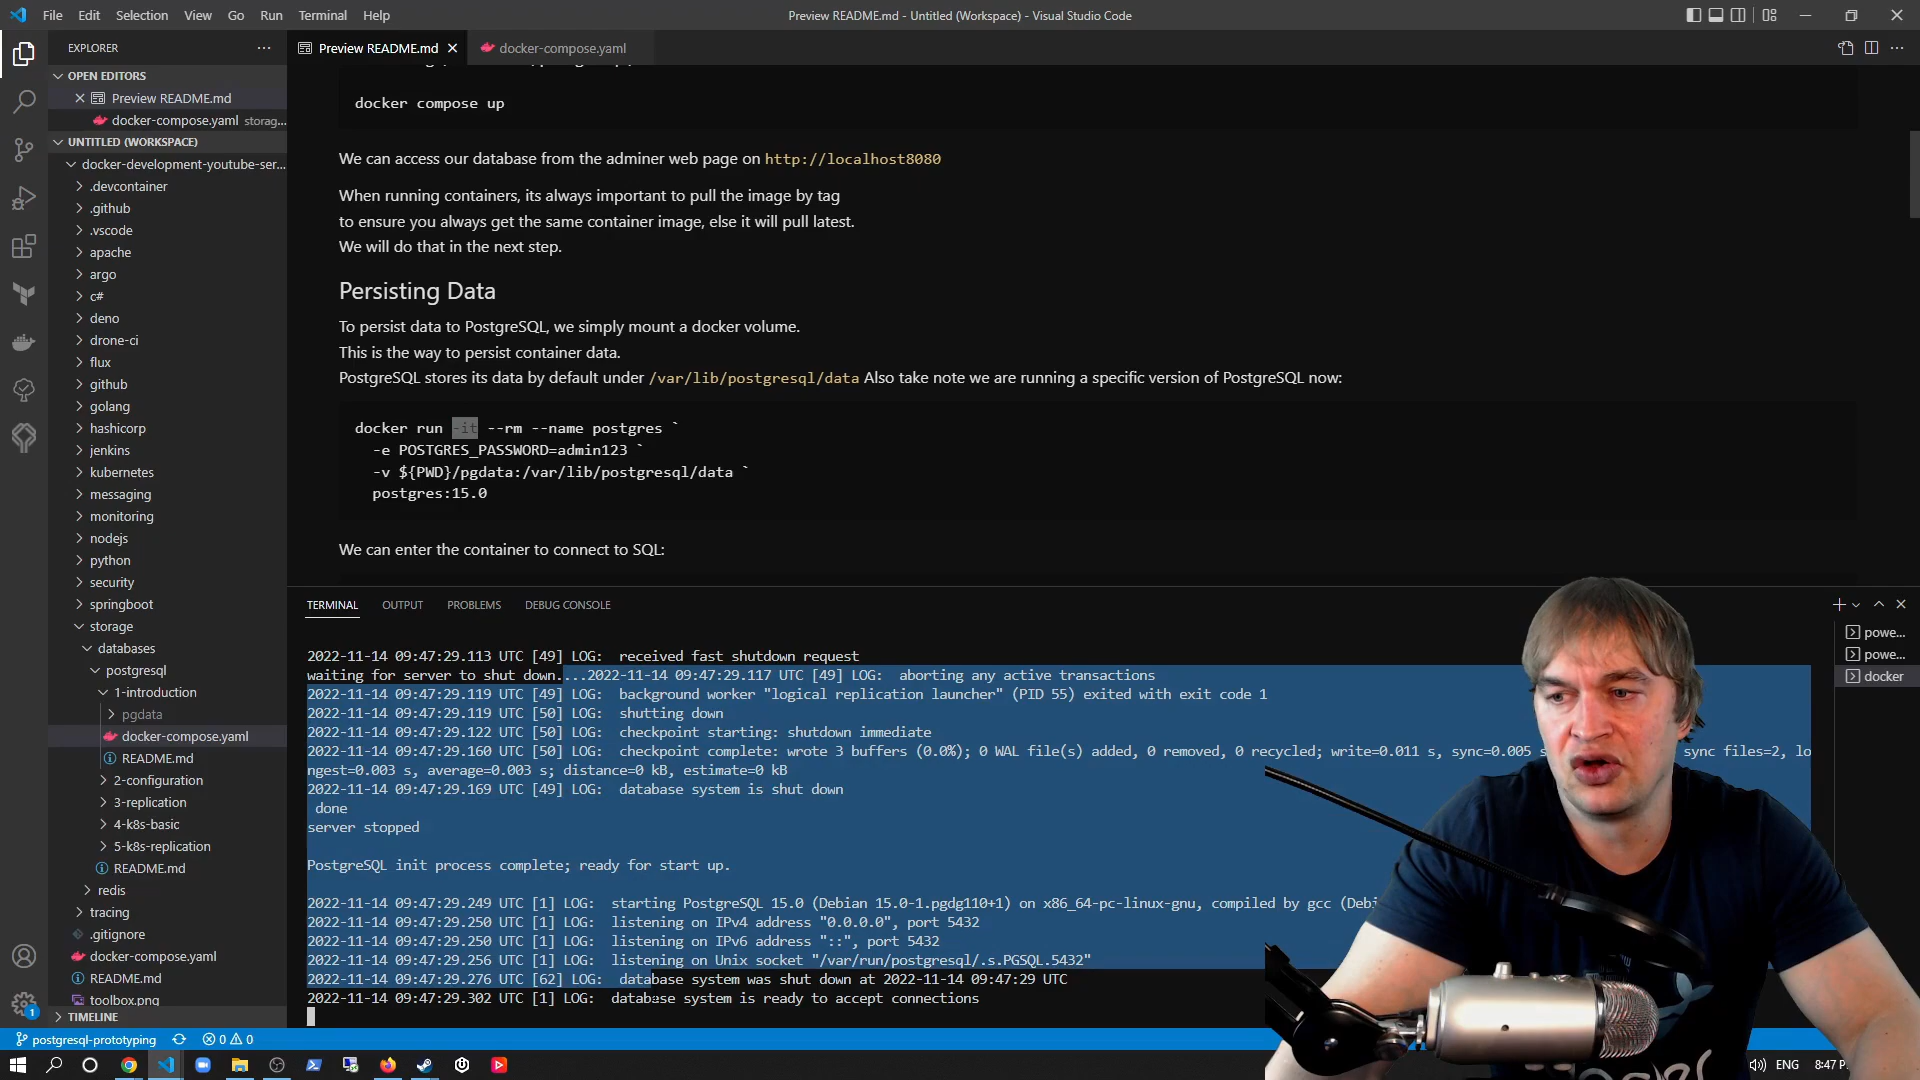 File Edit Selection View Go Run Terminal Help
Preview README.md - Untitled (Workspace) - Visual Studio Code
EXPLORER
Preview README.md
docker-compose.yaml
OPEN EDITORS
Preview README.md
docker-compose.yaml storag...
UNTITLED (WORKSPACE)
docker-development-youtube-ser...
.devcontainer
.github
.vscode
apache
argo
c#
deno
drone-ci
flux
github
golang
hashicorp
jenkins
kubernetes
messaging
monitoring
nodejs
python
security
springboot
storage
databases
postgresql
1-introduction
pgdata
docker-compose.yaml
README.md
2-configuration
3-replication
4-k8s-basic
5-k8s-replication
README.md
redis
tracing
.gitignore
docker-compose.yaml
README.md
toolbox.png
TIMELINE
docker compose up
We can access our database from the adminer web page on http://localhost8080
When running containers, its always important to pull the image by tag
to ensure you always get the same container image, else it will pull latest.
We will do that in the next step.
Persisting Data
To persist data to PostgreSQL, we simply mount a docker volume.
This is the way to persist container data.
PostgreSQL stores its data by default under /var/lib/postgresql/data Also take note we are running a specific version of PostgreSQL now:
docker run -it --rm --name postgres `
-e POSTGRES_PASSWORD=admin123 `
-v ${PWD}/pgdata:/var/lib/postgresql/data `
postgres:15.0
We can enter the container to connect to SQL:
TERMINAL OUTPUT PROBLEMS DEBUG CONSOLE
powe...
powe...
docker
2022-11-14 09:47:29.113 UTC [49] LOG:  received fast shutdown request
waiting for server to shut down....2022-11-14 09:47:29.117 UTC [49] LOG:  aborting any active transactions
2022-11-14 09:47:29.119 UTC [49] LOG:  background worker "logical replication launcher" (PID 55) exited with exit code 1
2022-11-14 09:47:29.119 UTC [50] LOG:  shutting down
2022-11-14 09:47:29.122 UTC [50] LOG:  checkpoint starting: shutdown immediate
2022-11-14 09:47:29.160 UTC [50] LOG:  checkpoint complete: wrote 3 buffers (0.0%); 0 WAL file(s) added, 0 removed, 0 recycled; write=0.011 s, sync=0.005 s sync files=2, lo
ngest=0.003 s, average=0.003 s; distance=0 kB, estimate=0 kB
2022-11-14 09:47:29.169 UTC [49] LOG:  database system is shut down
done
server stopped
PostgreSQL init process complete; ready for start up.
2022-11-14 09:47:29.249 UTC [1] LOG:  starting PostgreSQL 15.0 (Debian 15.0-1.pgdg110+1) on x86_64-pc-linux-gnu, compiled by gcc (Debi
2022-11-14 09:47:29.250 UTC [1] LOG:  listening on IPv4 address "0.0.0.0", port 5432
2022-11-14 09:47:29.250 UTC [1] LOG:  listening on IPv6 address "::", port 5432
2022-11-14 09:47:29.256 UTC [1] LOG:  listening on Unix socket "/var/run/postgresql/.s.PGSQL.5432"
2022-11-14 09:47:29.276 UTC [62] LOG:  database system was shut down at 2022-11-14 09:47:29 UTC
2022-11-14 09:47:29.302 UTC [1] LOG:  database system is ready to accept connections
1
postgresql-prototyping 0 0
ENG 8:47 P